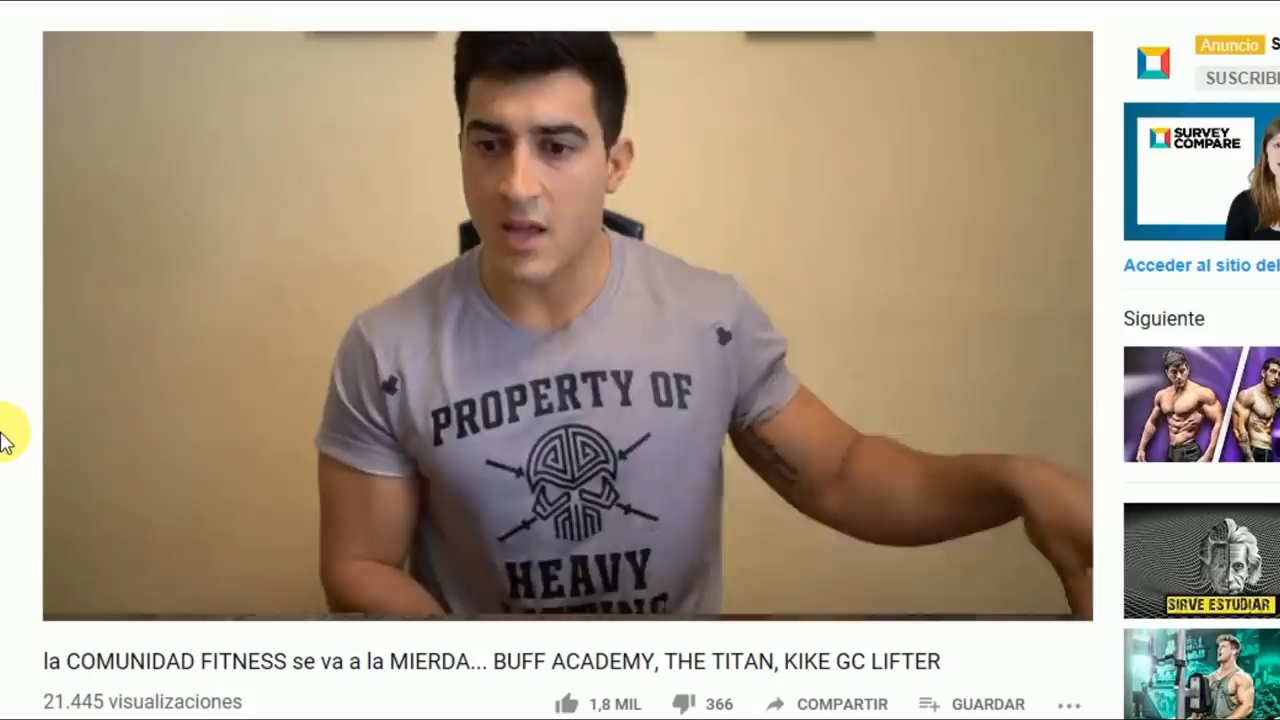 Anuncio
SURVEY
COMPARE
Acceder al sitio del
PROPERTY OF
HEAVY
Siguiente
SIRVE ESTUDIAR
la COMUNIDAD FITNESS se va a la MIERDA... BUFF ACADEMY, THE TITAN, KIKE GC LIFTER
21.445 visualizaciones
1,8 MIL
366
COMPARTIR
GUARDAR